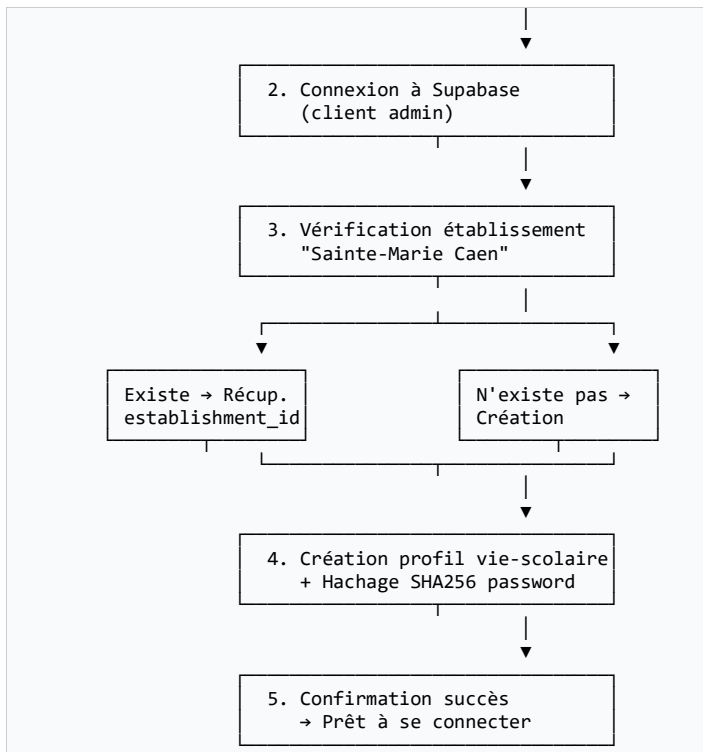 2. Connexion à Supabase
(client admin)
3. Vérification établissement
"Sainte-Marie Caen"
Existe → Récup.
establishment_id
N'existe pas →
Création
4. Création profil vie-scolaire
+ Hachage SHA256 password
5. Confirmation succès
→ Prêt à se connecter